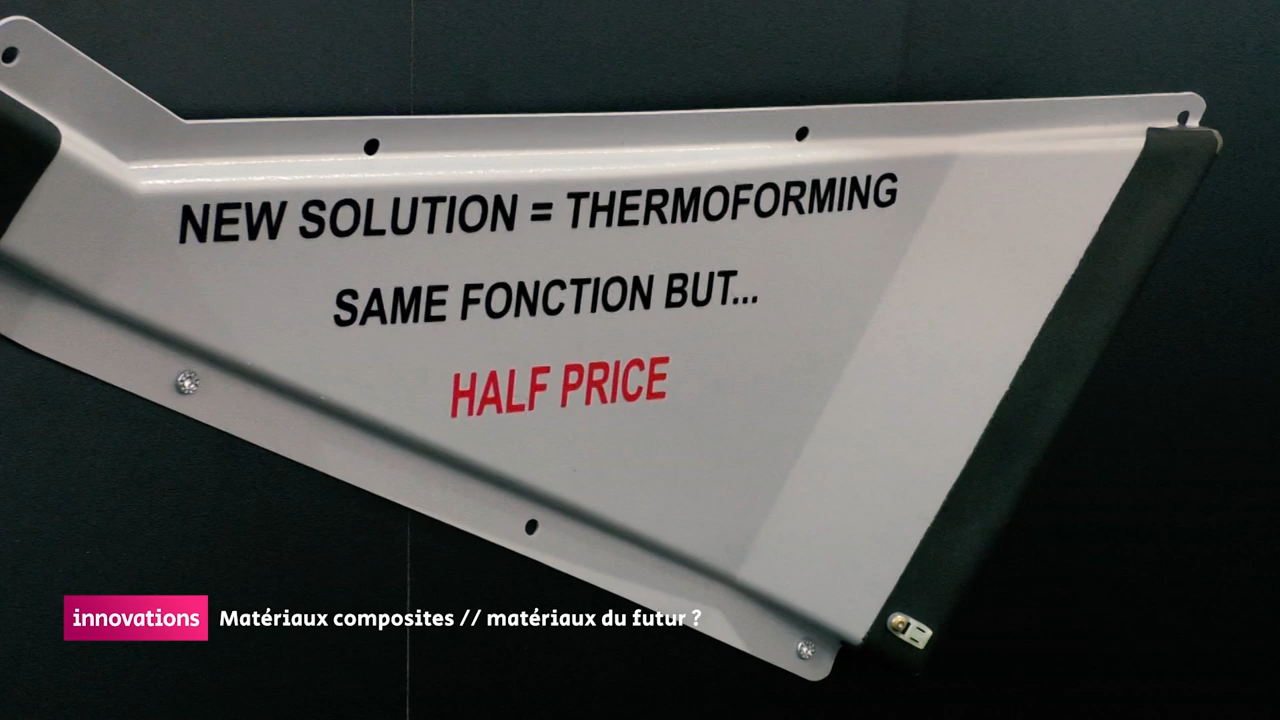 NEW SOLUTION = THERMOFORMING
SAME FONCTION BUT...
HALF PRICE
innovations Matériaux composites // matériaux du futur ?